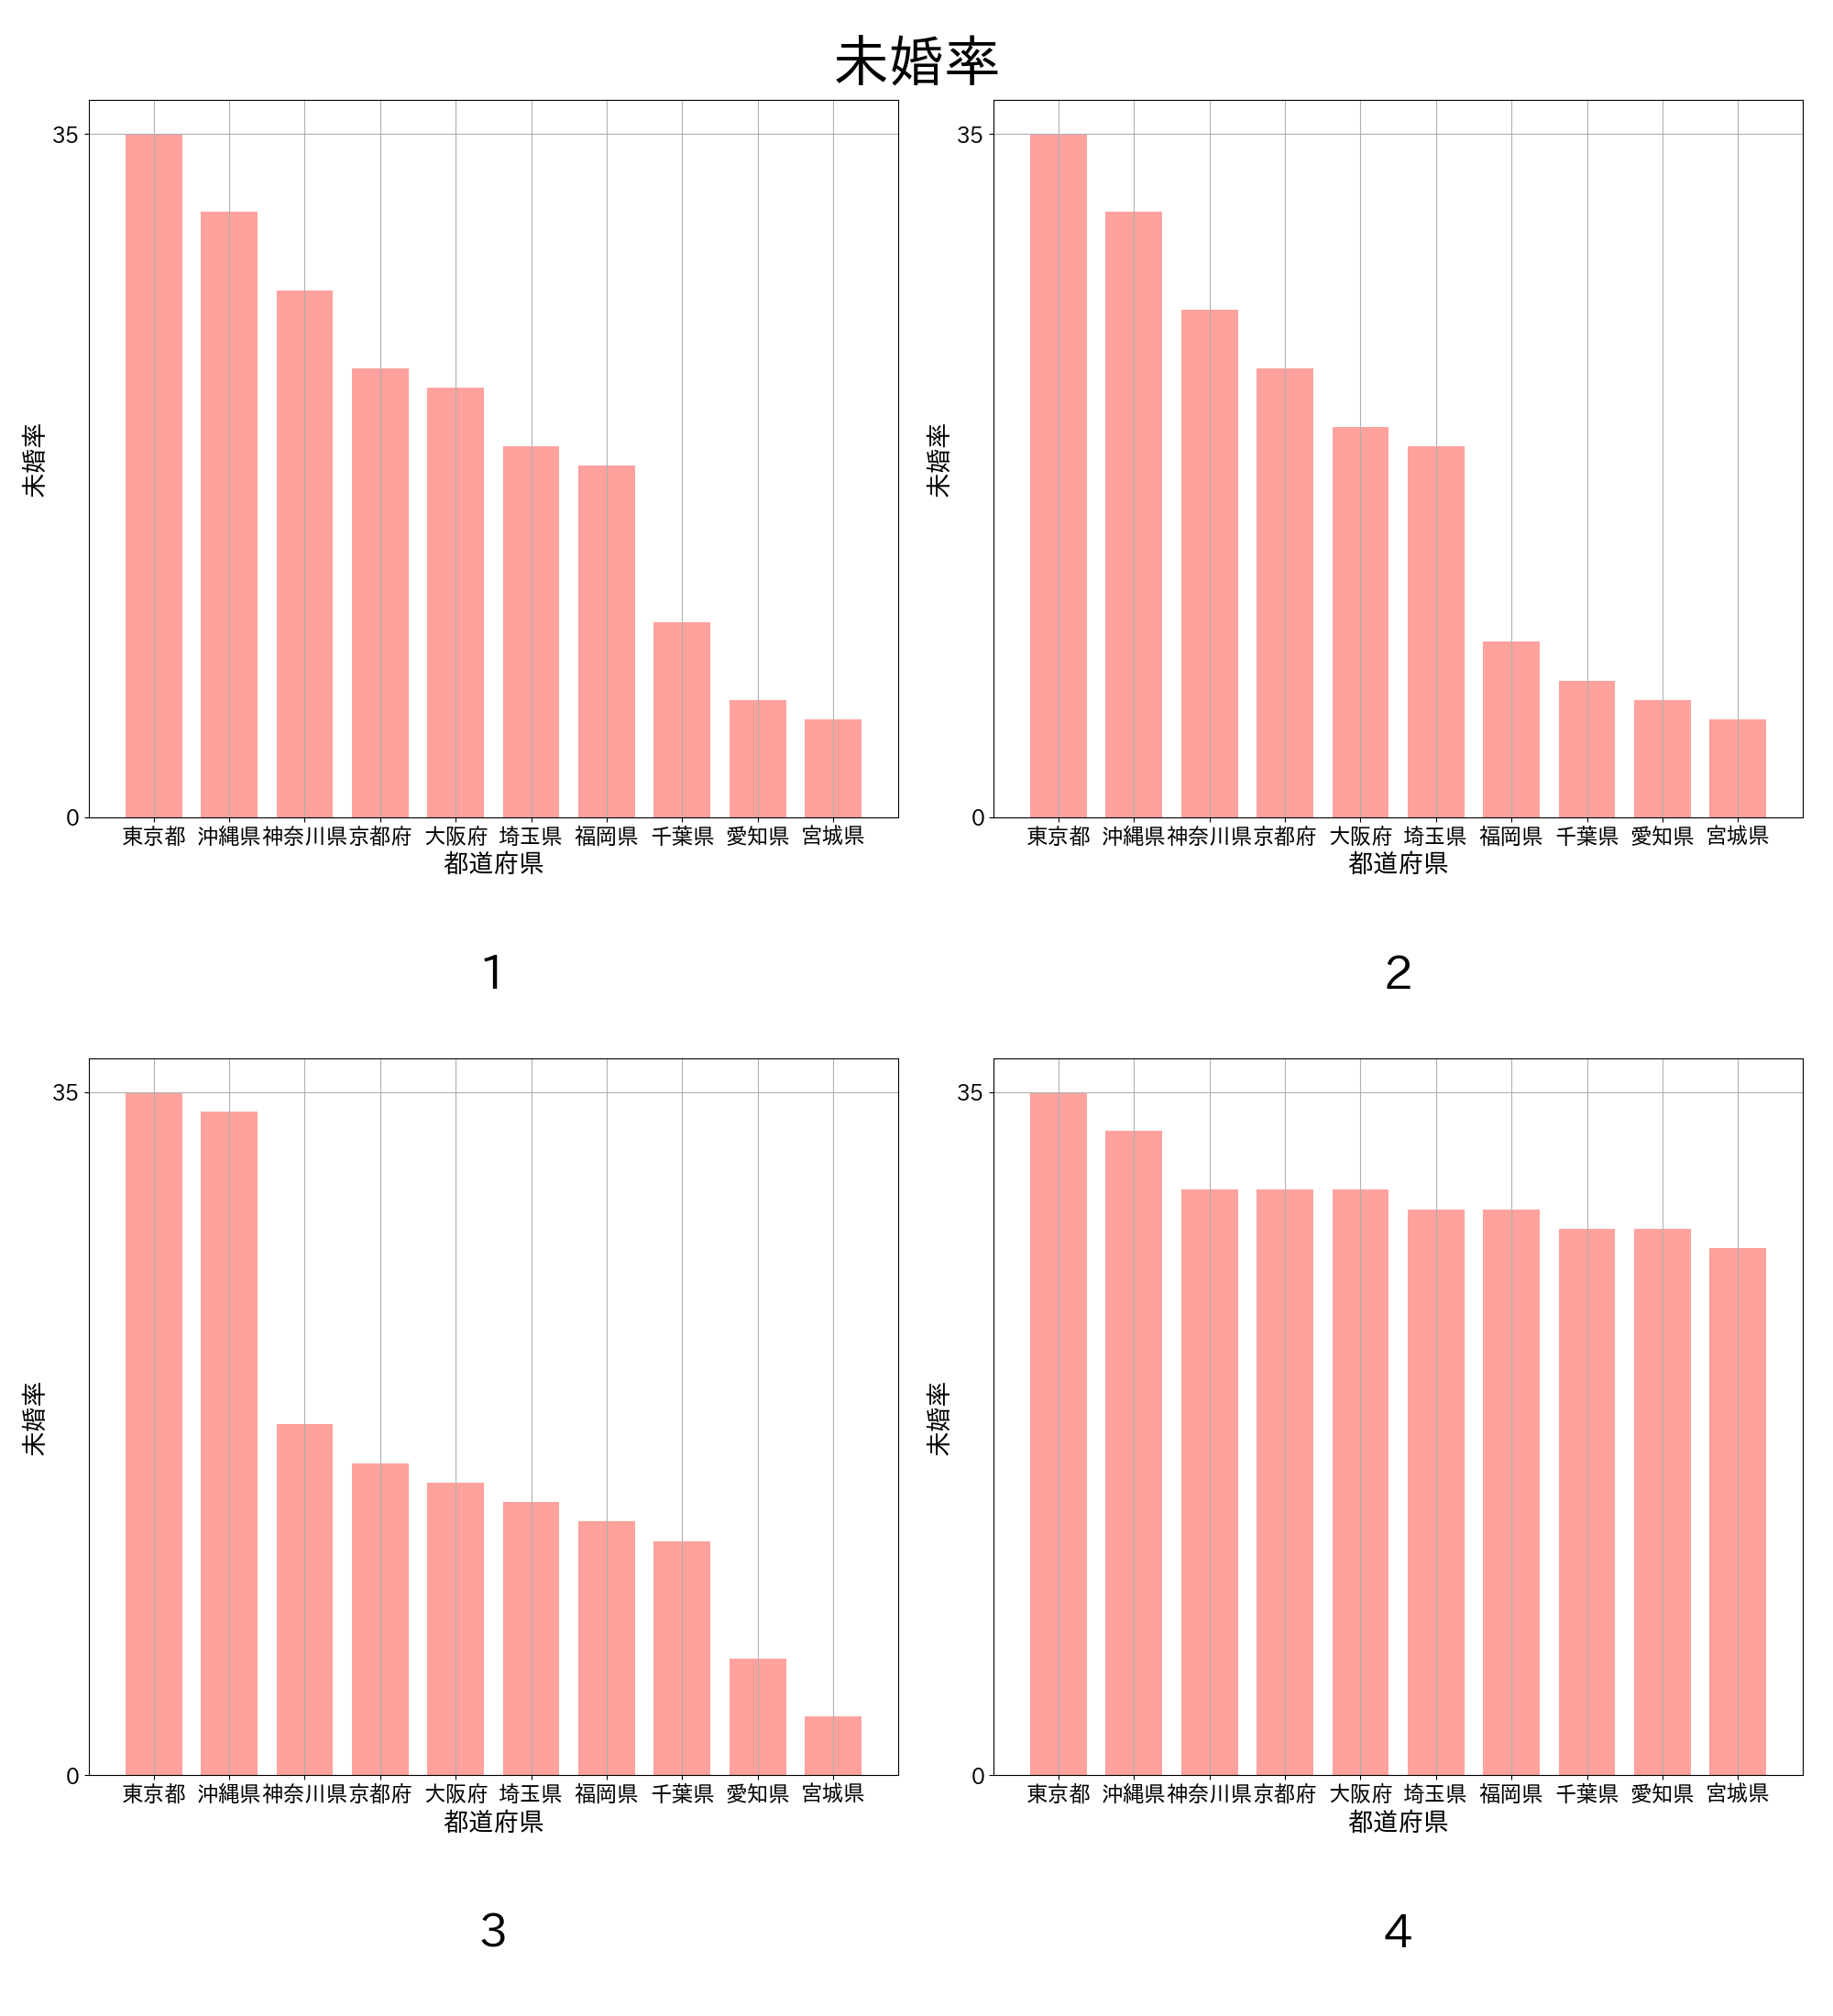 未婚率
35
0
未婚率
東京都 沖縄県 神奈川県 京都府 大阪府 埼玉県 福岡県 千葉県 愛知県 宮城県
都道府県
1
35
0
未婚率
東京都 沖縄県 神奈川県 京都府 大阪府 埼玉県 福岡県 千葉県 愛知県 宮城県
都道府県
2
35
0
未婚率
東京都 沖縄県 神奈川県 京都府 大阪府 埼玉県 福岡県 千葉県 愛知県 宮城県
都道府県
3
35
0
未婚率
東京都 沖縄県 神奈川県 京都府 大阪府 埼玉県 福岡県 千葉県 愛知県 宮城県
都道府県
4